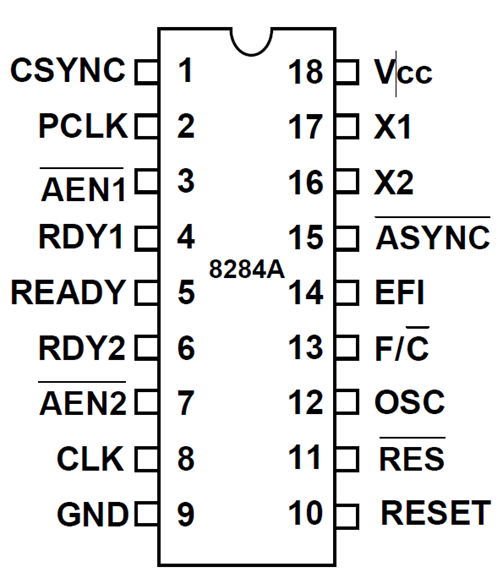 CSYNC 1 18 Vcc
PCLK 2 17 X1
AEN1 3 16 X2
RDY1 4 15 ASYNC
8284A
READY 5 14 EFI
RDY2 6 13 F/C
AEN2 7 12 OSC
CLK 8 11 RES
GND 9 10 RESET